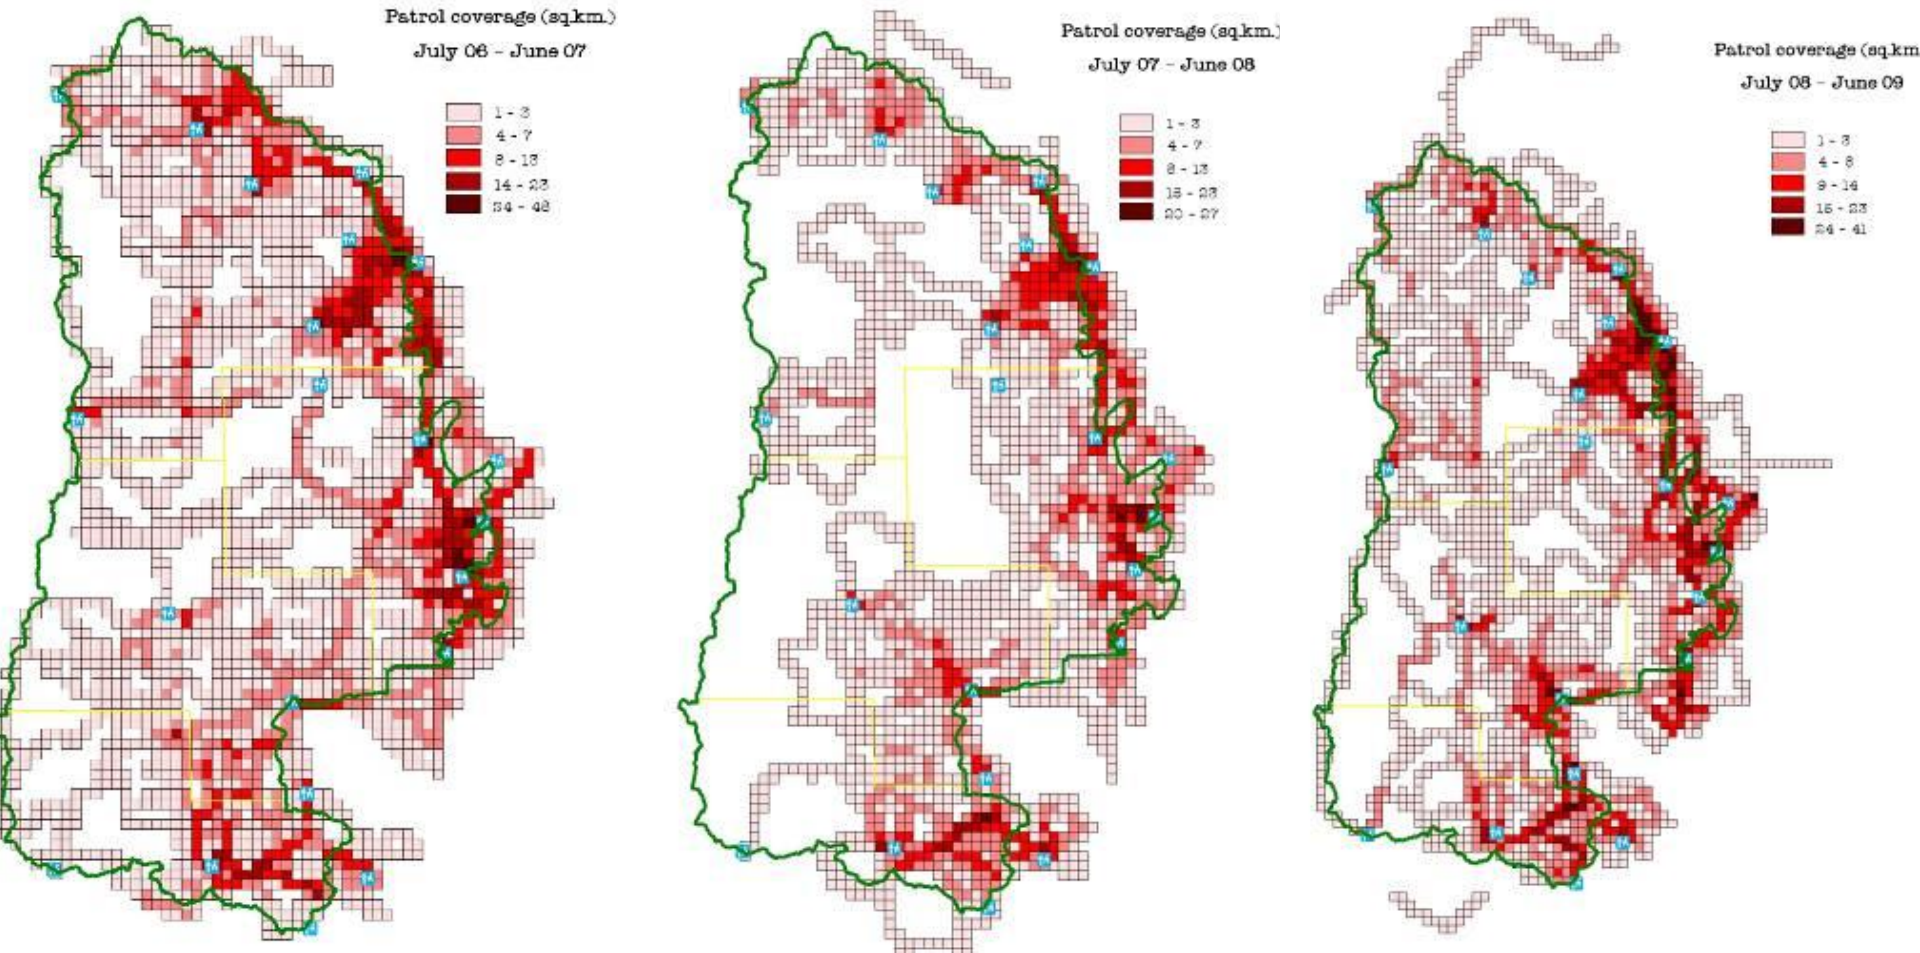 Patrol coverage (sq.km.)
July 06 - June 07
1 - 3
4 - 7
8 - 13
14 - 23
24 - 48
Patrol coverage (sq.km.)
July 07 - June 08
1 - 3
4 - 7
8 - 13
20 - 27
Patrol coverage (sq.km
July 08 - June 09
1 - 3
4 - 8
9 - 14
15 - 23
24 - 41